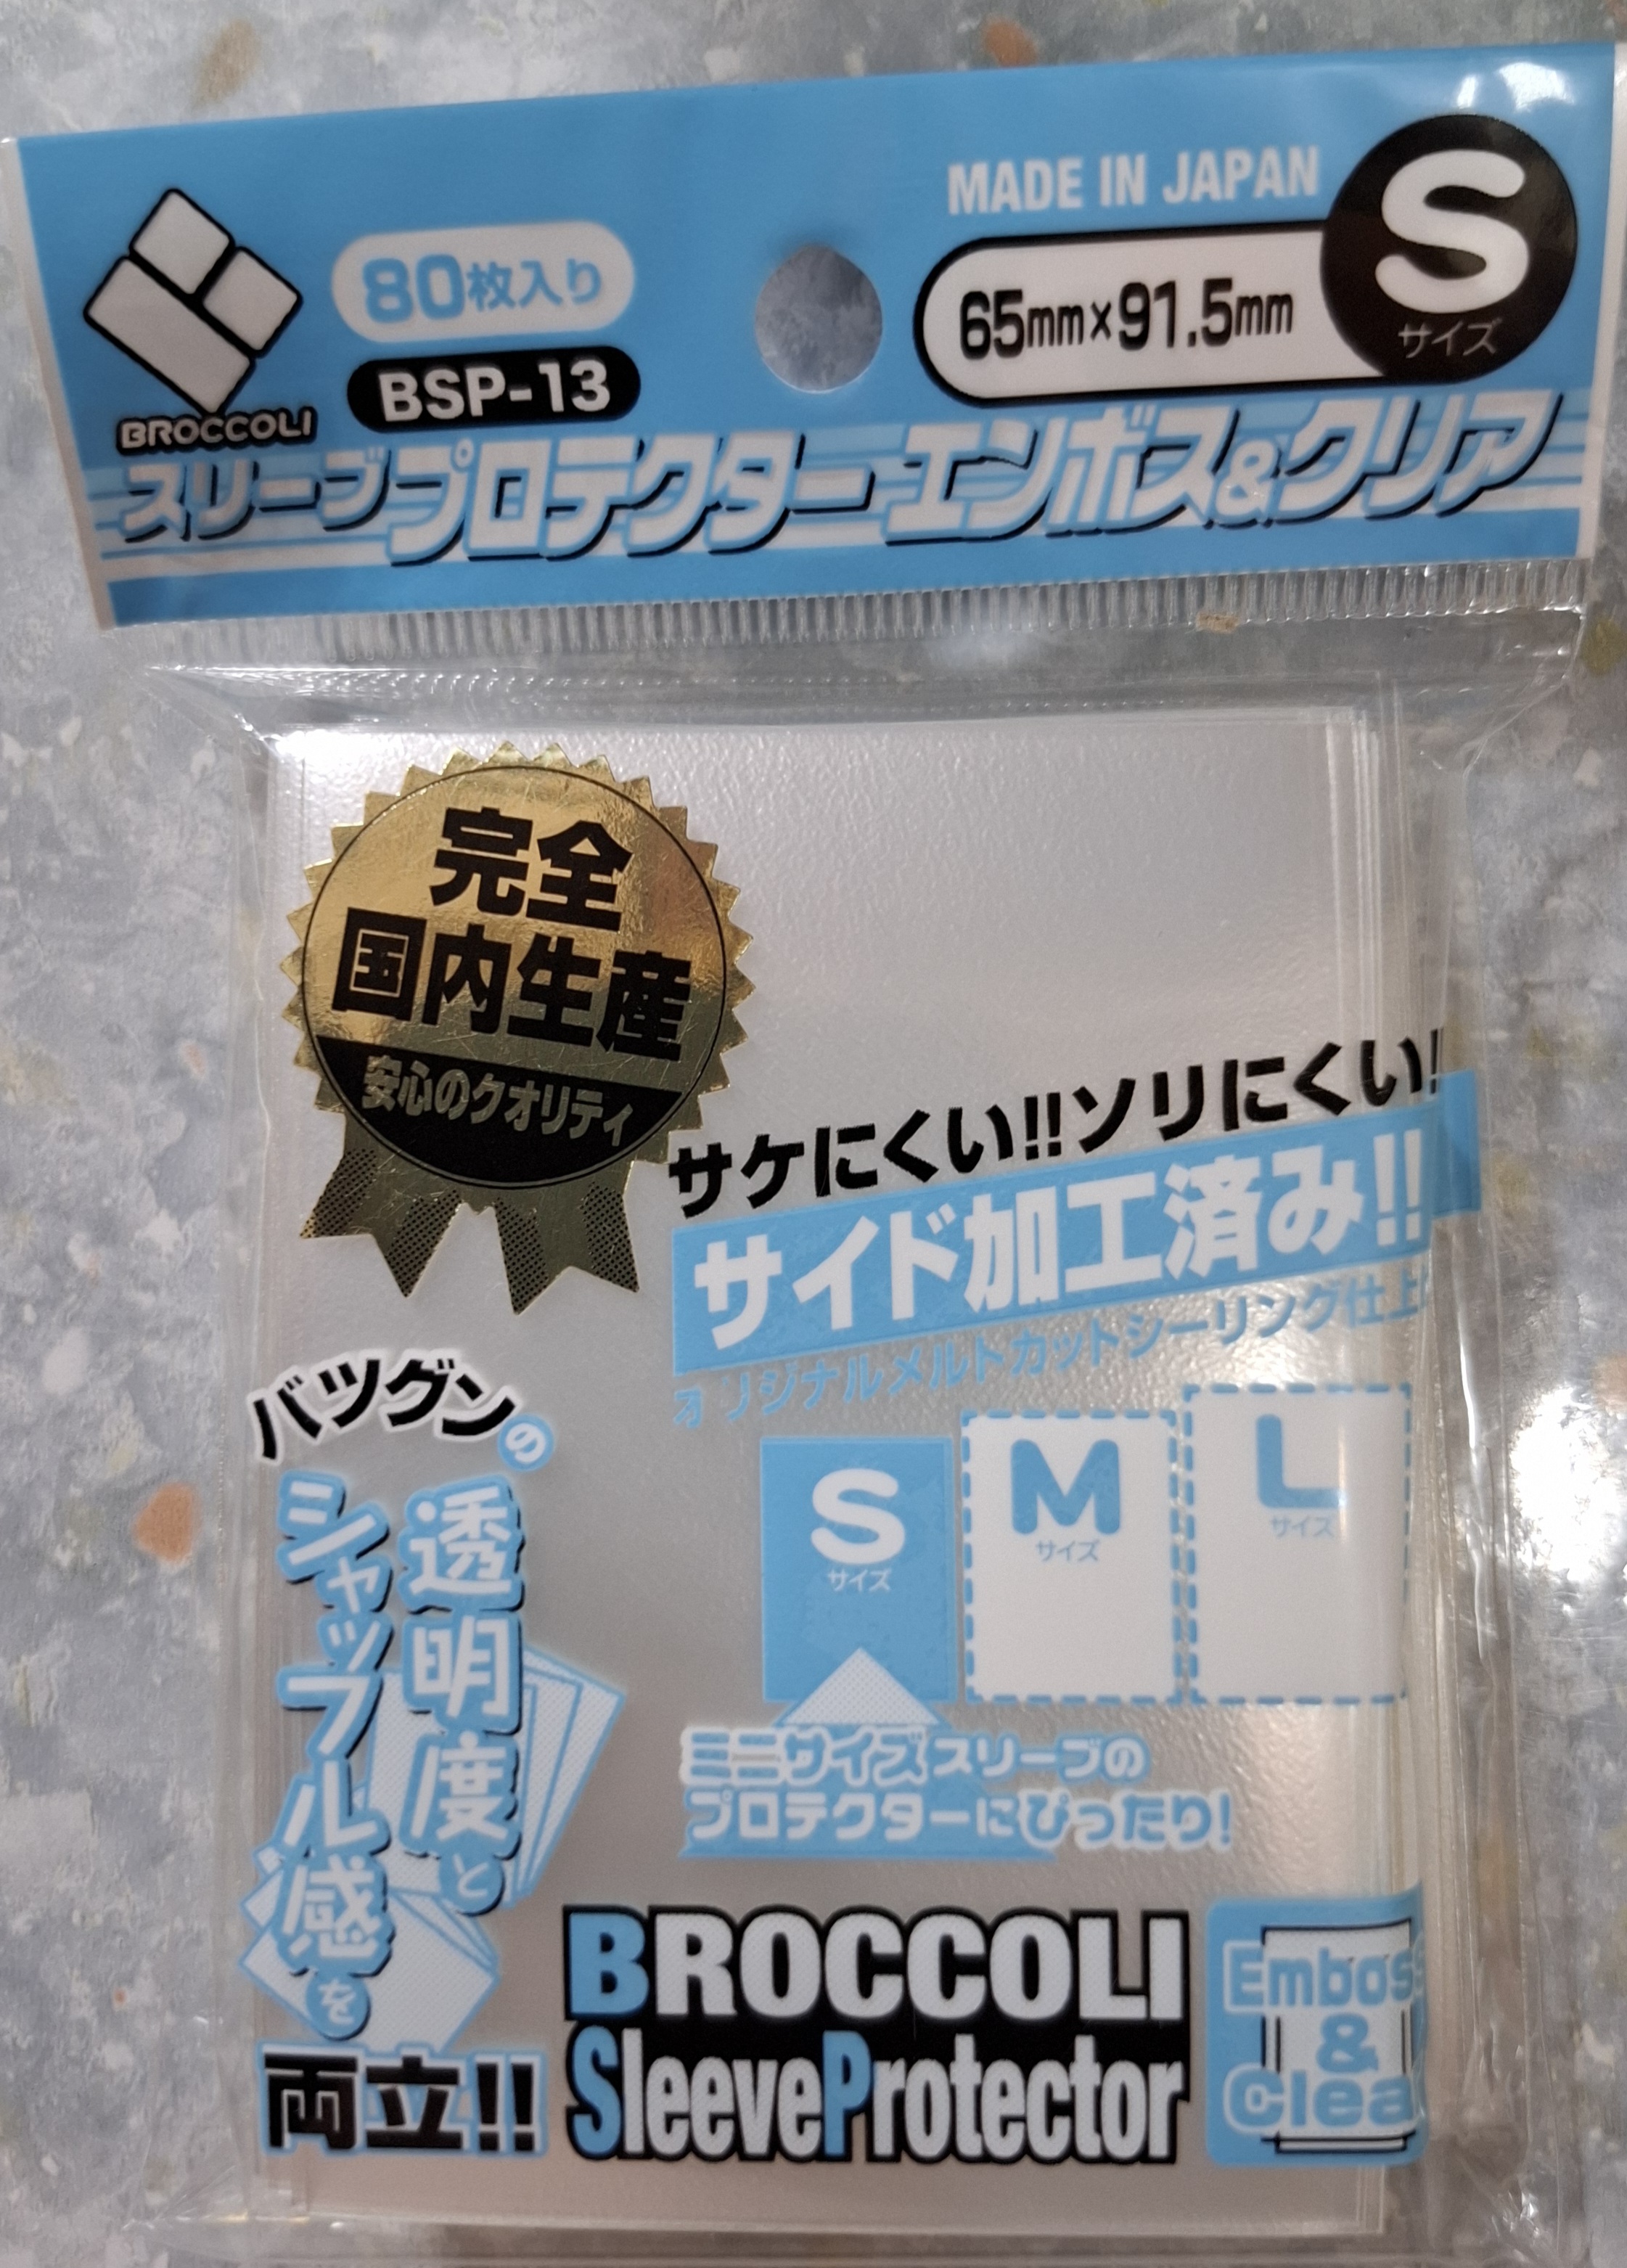 MADE IN JAPAN
80枚入り
65mm×91.5mm
S
サイズ
BSP-13
BROCCOLI
スリーブプロテクター エンボス&クリア
完全
国内生産
安心のクオリティ
サケにくい!!ソリにくい!
サイド加工済み!!
オリジナルメルトカットシーリング仕上
バツグンの
透明度と
シャッフル感を
両立!!
S
サイズ
M
サイズ
L
サイズ
ミニサイズスリーブの
プロテクターにぴったり!
BROCCOLI
SleeveProtector
Embos
&
Clea